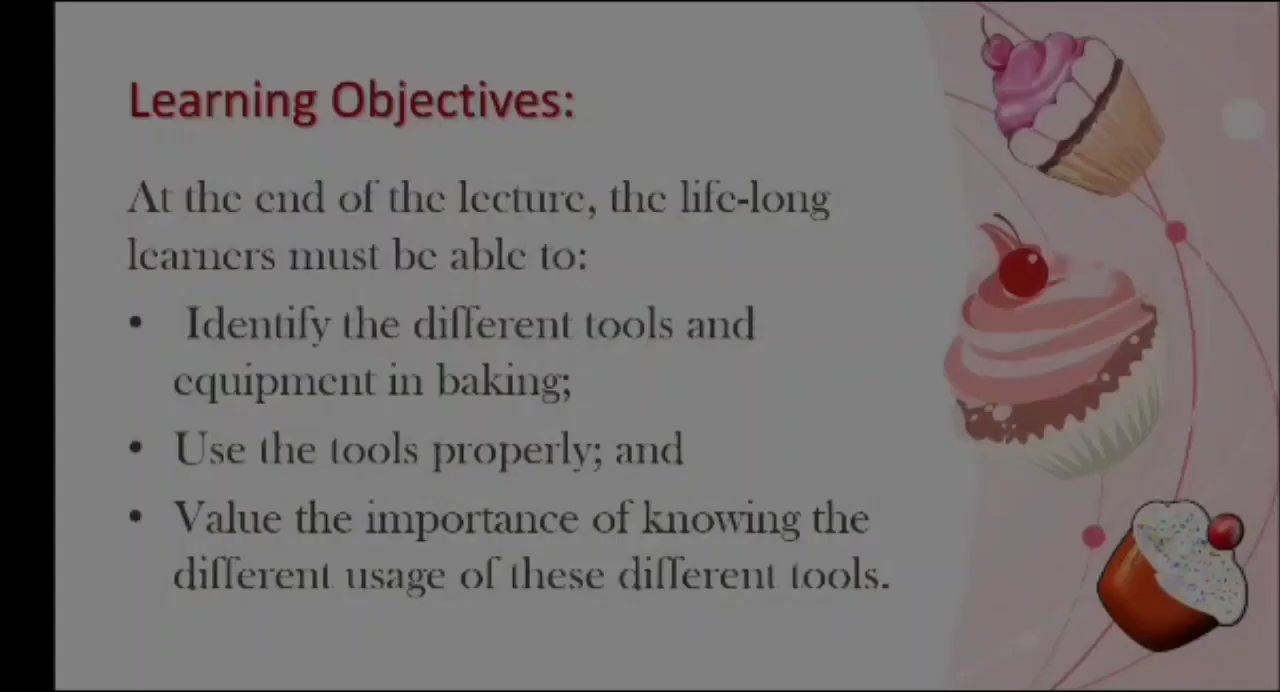 Learning Objectives:
At the end of the lecture, the life-long
learners must be able to:
• Identify the different tools and
equipment in baking;
• Use the tools properly; and
• Value the importance of knowing the
different usage of these different tools.